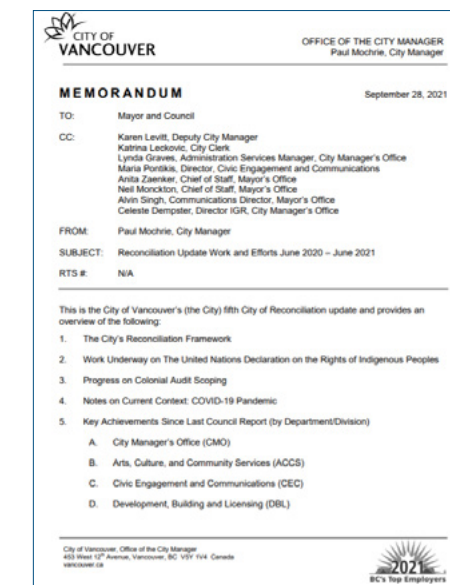 CITY OF
VANCOUVER
OFFICE OF THE CITY MANAGER
Paul Mochrie, City Manager
MEMORANDUM
September 28, 2021
TO: Mayor and Council
CC: Karen Levitt, Deputy City Manager
Katrina Leckovic, City Clerk
Lynda Graves, Administration Services Manager, City Manager's Office
Maria Pontikis, Director, Civic Engagement and Communications
Anita Zaenker, Chief of Staff, Mayor's Office
Neil Monckton, Chief of Staff, Mayor's Office
Alvin Singh, Communications Director, Mayor's Office
Celeste Dempster, Director IGR, City Manager's Office
FROM: Paul Mochrie, City Manager
SUBJECT: Reconciliation Update Work and Efforts June 2020 – June 2021
RTS #: N/A
This is the City of Vancouver's (the City) fifth City of Reconciliation update and provides an
overview of the following:
1. The City's Reconciliation Framework
2. Work Underway on The United Nations Declaration on the Rights of Indigenous Peoples
3. Progress on Colonial Audit Scoping
4. Notes on Current Context: COVID-19 Pandemic
5. Key Achievements Since Last Council Report (by Department/Division)
A. City Manager's Office (CMO)
B. Arts, Culture, and Community Services (ACCS)
C. Civic Engagement and Communications (CEC)
D. Development, Building and Licensing (DBL)
City of Vancouver, Office of the City Manager
453 West 12th Avenue, Vancouver, BC V5Y 1V4 Canada
vancouver.ca
2021
BC's Top Employers